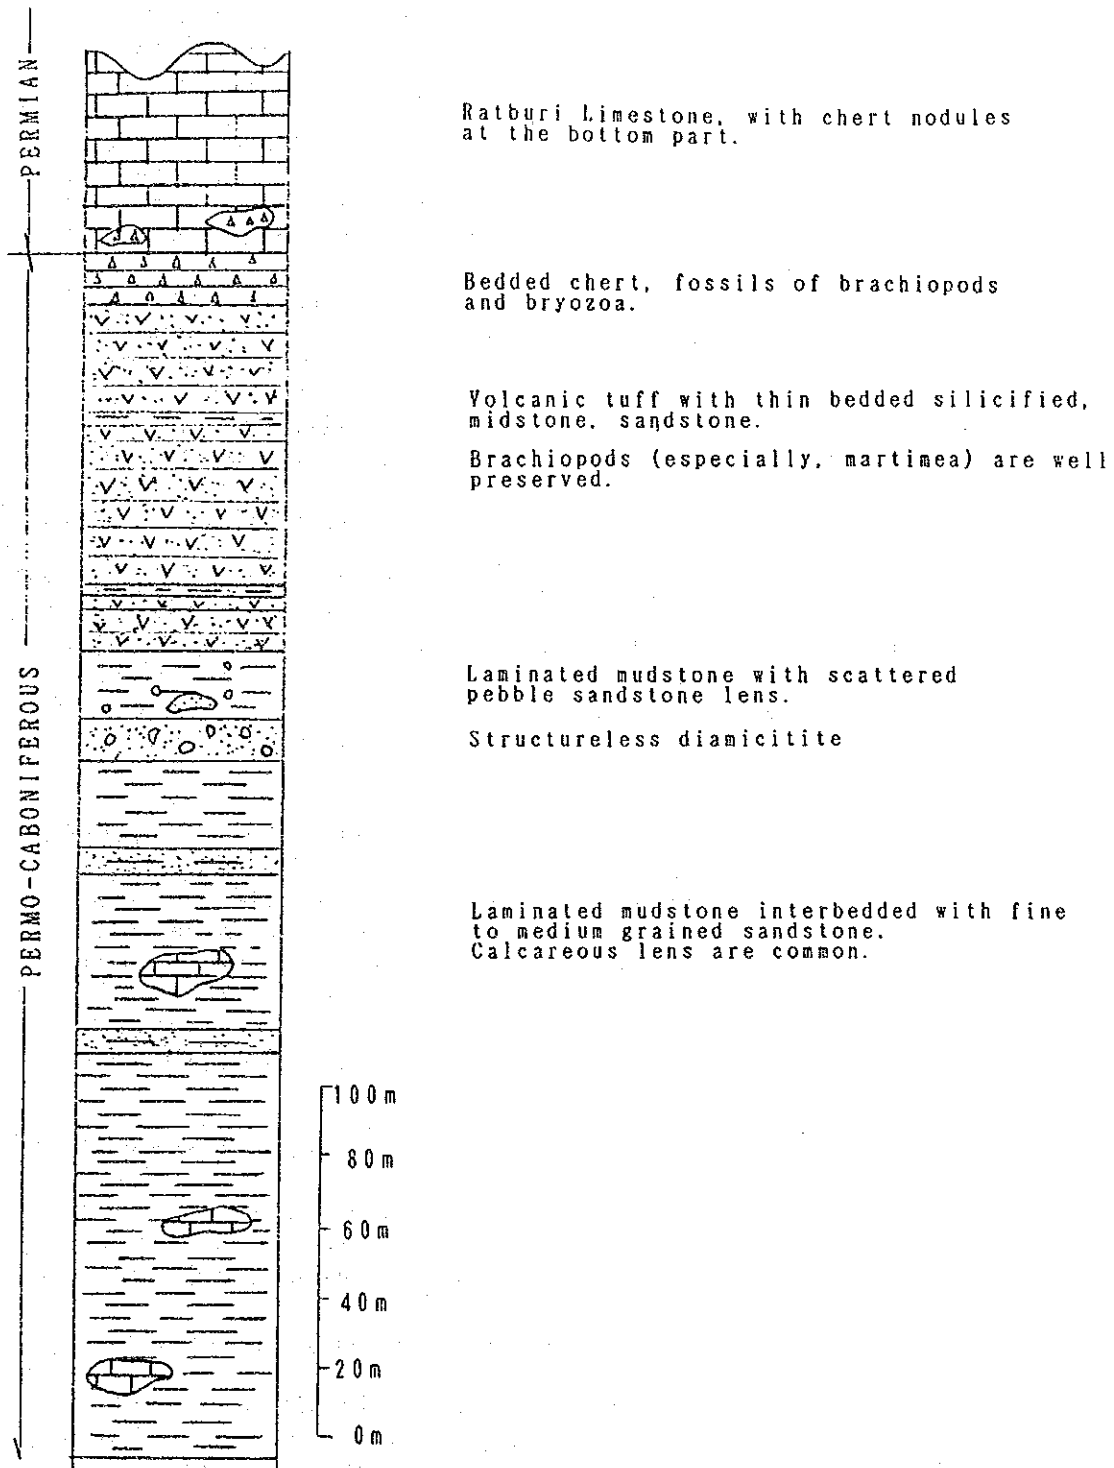 PERMIAN
Ratburi Limestone, with chert nodules
at the bottom part.
Bedded chert, fossils of brachiopods
and bryozoa.
Volcanic tuff with thin bedded silicified,
midstone, sandstone.
Brachiopods (especially, martimea) are well
preserved.
PERMO-CABONIFEROUS
Laminated mudstone with scattered
pebble sandstone lens.
Structureless diamicitite
Laminated mudstone interbedded with fine
to medium grained sandstone.
Calcareous lens are common.
100m
80m
60m
40m
20m
0m